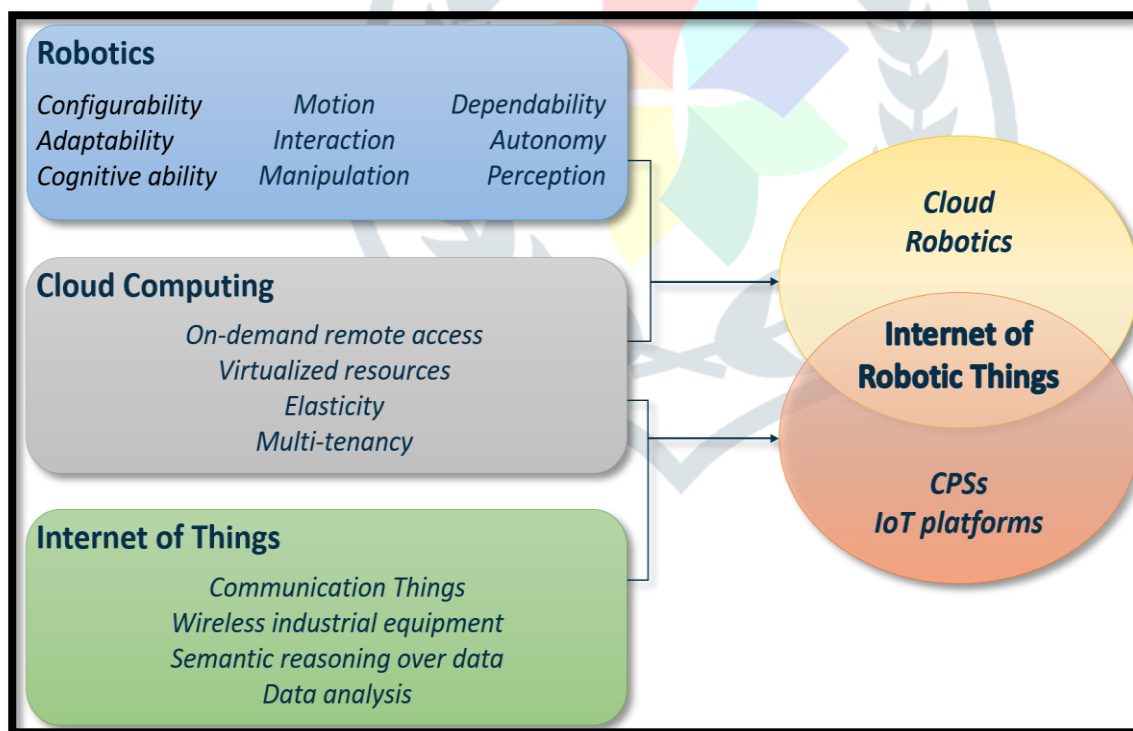 Robotics
Configurability Motion Dependability
Adaptability Interaction Autonomy
Cognitive ability Manipulation Perception
Cloud Computing
On-demand remote access
Virtualized resources
Elasticity
Multi-tenancy
Internet of Things
Communication Things
Wireless industrial equipment
Semantic reasoning over data
Data analysis
Cloud
Robotics
Internet of
Robotic Things
CPSs
IoT platforms